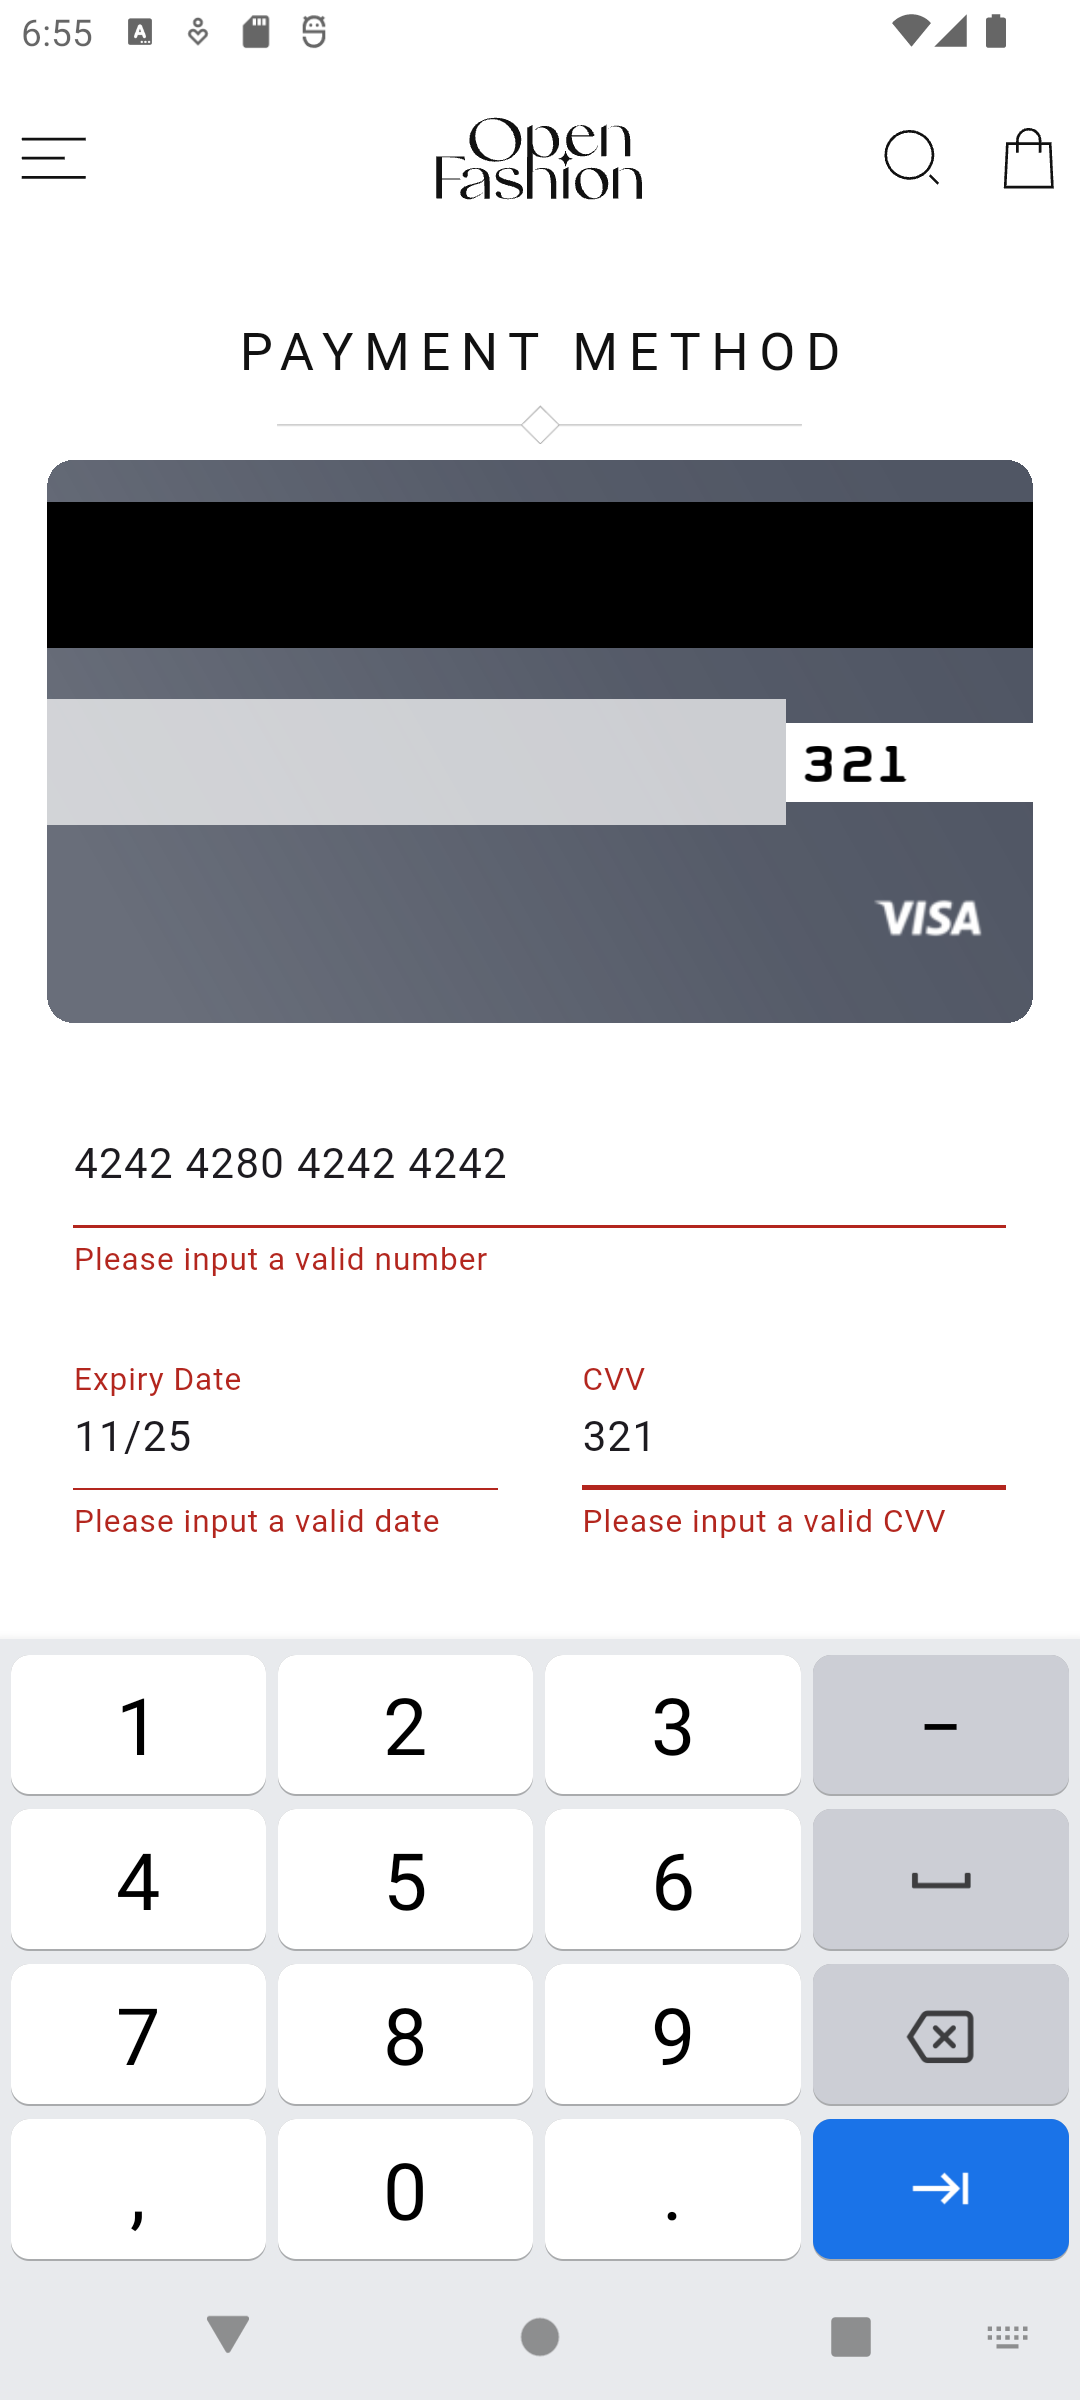 6:55
Open
Fashion
PAYMENT METHOD
321
VISA
4242 4280 4242 4242
Please input a valid number
Expiry Date
CVV
11/25
321
Please input a valid date
Please input a valid CVV
1 2 3 –
4 5 6
7 8 9
, 0 .